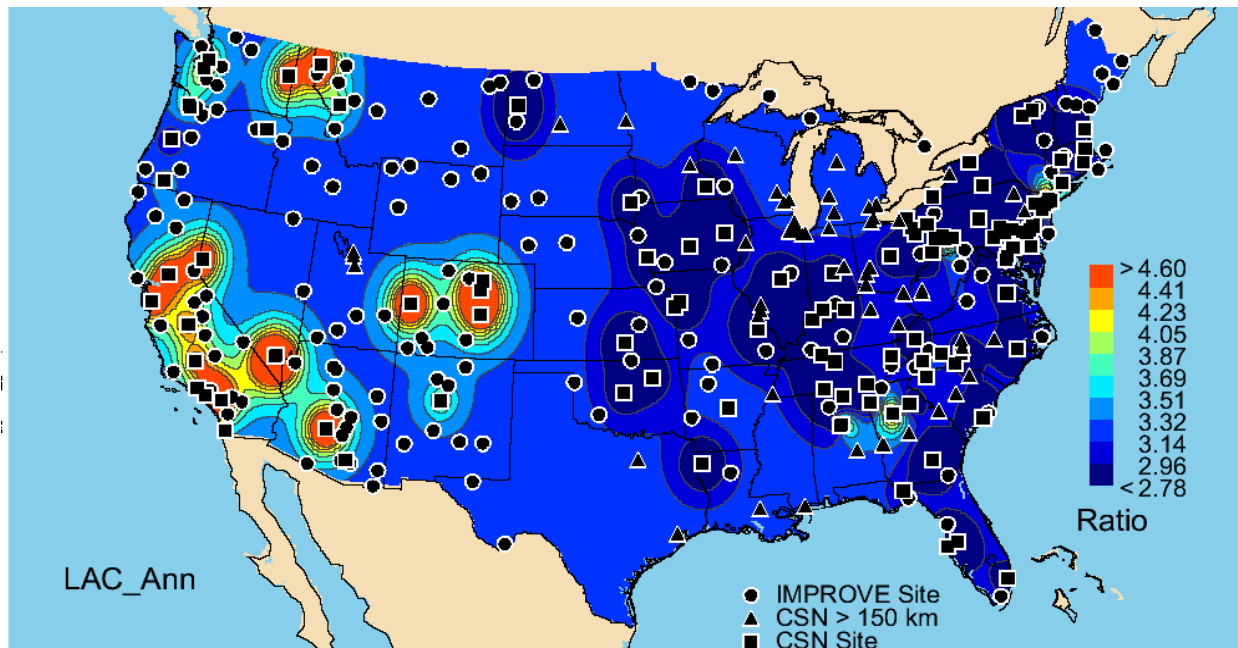 > 4.60
4.41
4.23
4.05
3.87
3.69
3.51
3.32
3.14
2.96
< 2.78
Ratio
LAC_Ann
IMPROVE Site
CSN > 150 km
CSN Site